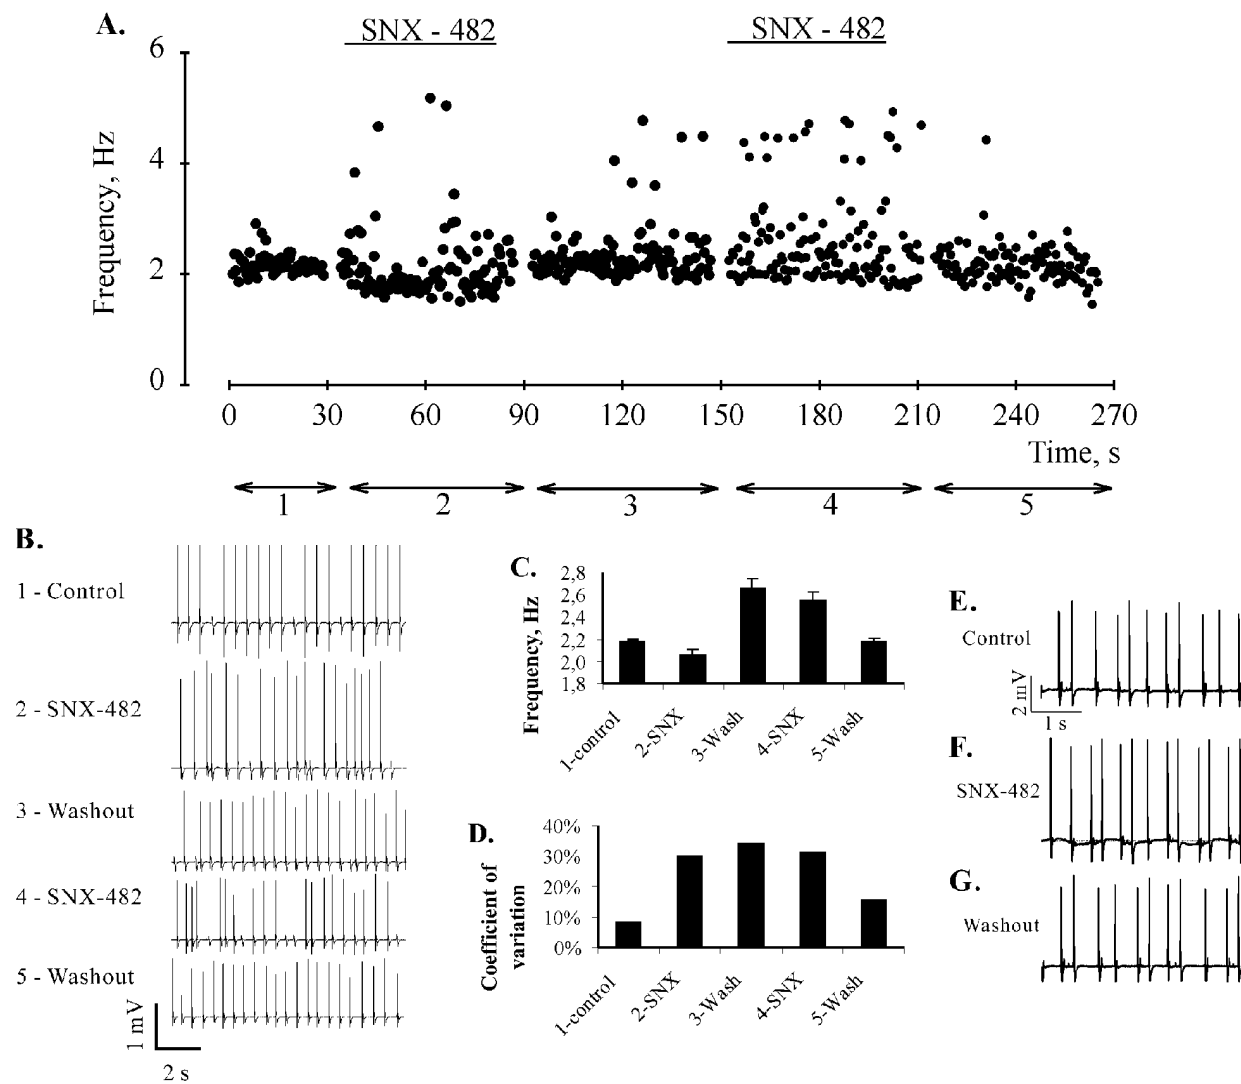 A.
SNX - 482
SNX - 482
Frequency, Hz
6
4
2
0
0 30 60 90 120 150 180 210 240 270
Time, s
1 2 3 4 5
B.
1 - Control
2 - SNX-482
3 - Washout
4 - SNX-482
5 - Washout
1 mV
2 s
C.
Frequency, Hz
2,8
2,6
2,4
2,2
2,0
1,8
1-control
2-SNX
3-Wash
4-SNX
5-Wash
D.
Coefficient of
variation
40%
30%
20%
10%
0%
1-control
2-SNX
3-Wash
4-SNX
5-Wash
E.
Control
2 mV
1 s
F.
SNX-482
G.
Washout